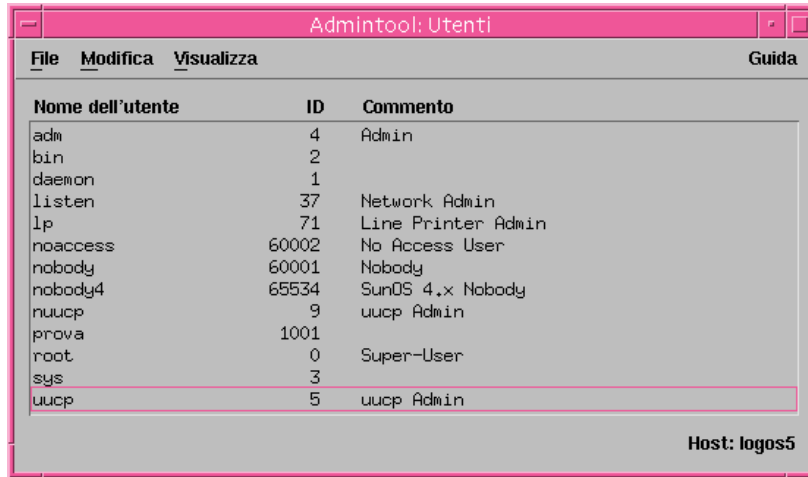 Admintool: Utenti
File Modifica Visualizza Guida
Nome dell'utente ID Commento
adm 4 Admin
bin 2
daemon 1
listen 37 Network Admin
lp 71 Line Printer Admin
noaccess 60002 No Access User
nobody 60001 Nobody
nobody4 65534 SunOS 4.x Nobody
nuucp 9 uucp Admin
prova 1001
root 0 Super-User
sys 3
uucp 5 uucp Admin
Host: logos5